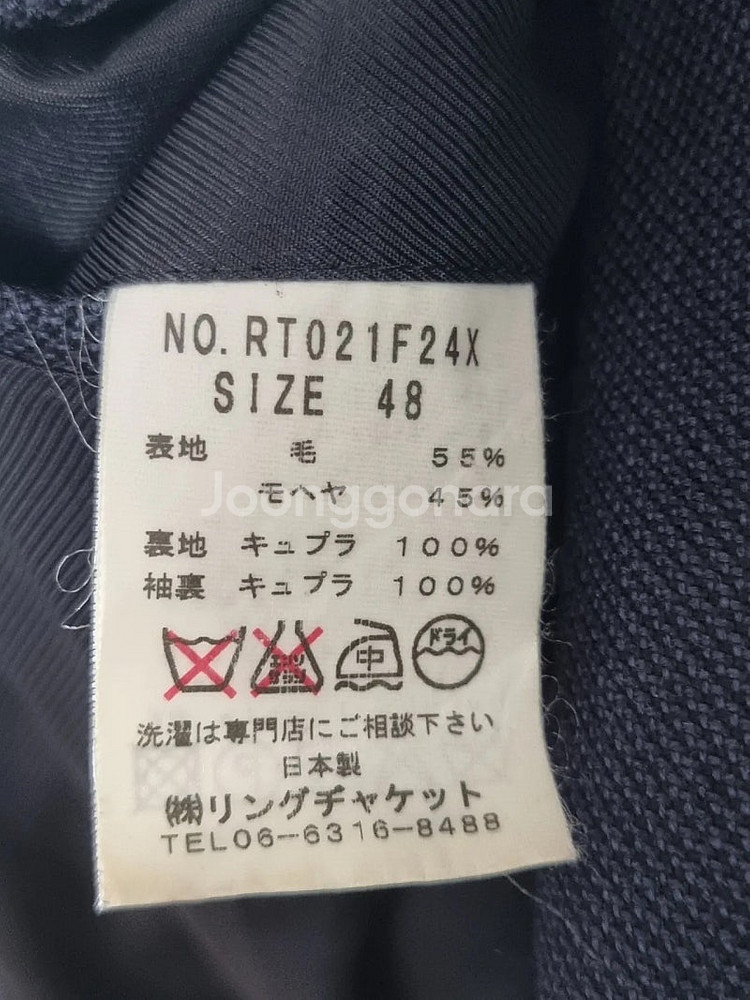 NO.RT021F24X
SIZE 48
表地 毛 55%
モヘヤ 45%
Joonggonara
裏地 キュプラ 100%
袖裏 キュプラ 100%
中 ドライ
洗濯は専門店にご相談下さい
日本製
(株)リングヂャケット
TEL06-6316-8488